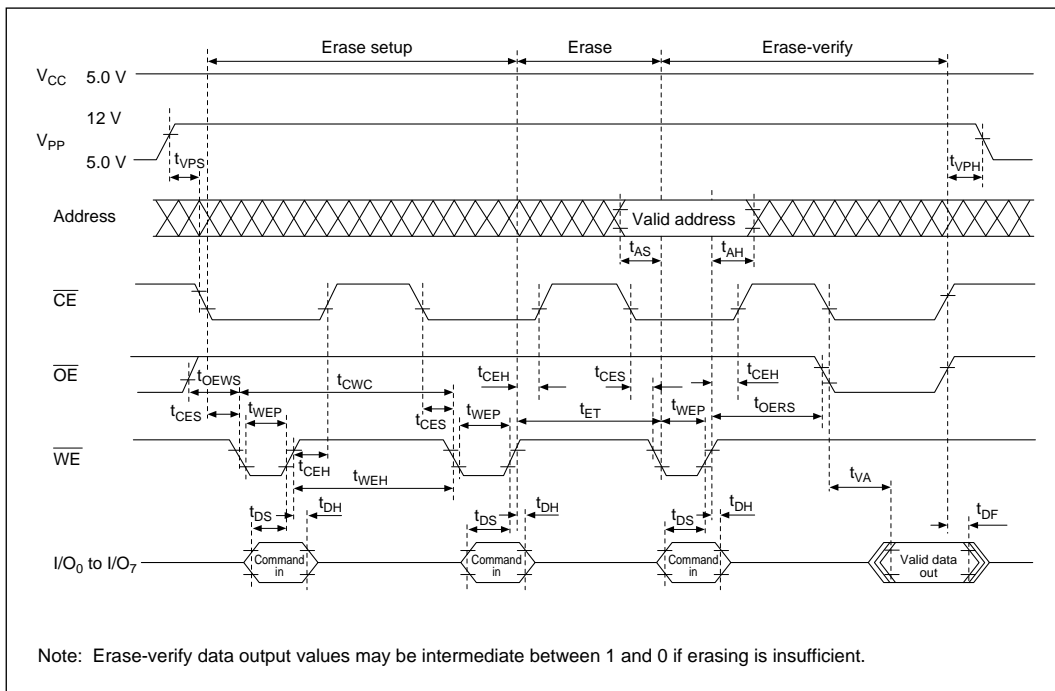 Erase setup Erase Erase-verify
VCC 5.0 V
12 V
VPP
5.0 V
tVPS tVPH
Address Valid address
tAS tAH
CE
OE
tOEWS tCWC tCEH tCES tCEH
tCES tWEP tCES tWEP tET tWEP tOERS
WE
tCEH tWEH tVA
tDS tDH tDS tDH tDS tDH tDF
I/O0 to I/O7 Command in Command in Command in Valid data out
Note: Erase-verify data output values may be intermediate between 1 and 0 if erasing is insufficient.